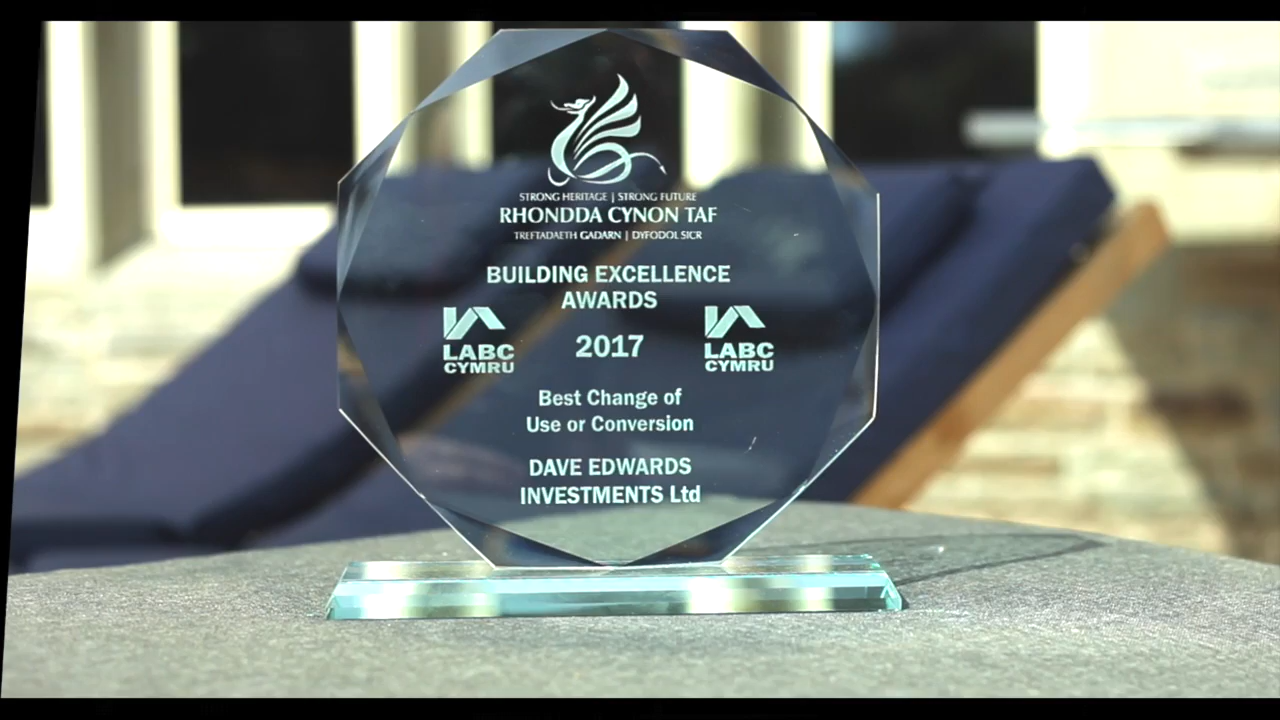 STRONG HERITAGE | STRONG FUTURE
RHONDDA CYNON TAF
TREFTADAETH GADARN | DYFODOL SICR
BUILDING EXCELLENCE
AWARDS
LABC
CYMRU
2017
LABC
CYMRU
Best Change of
Use or Conversion
DAVE EDWARDS
INVESTMENTS Ltd